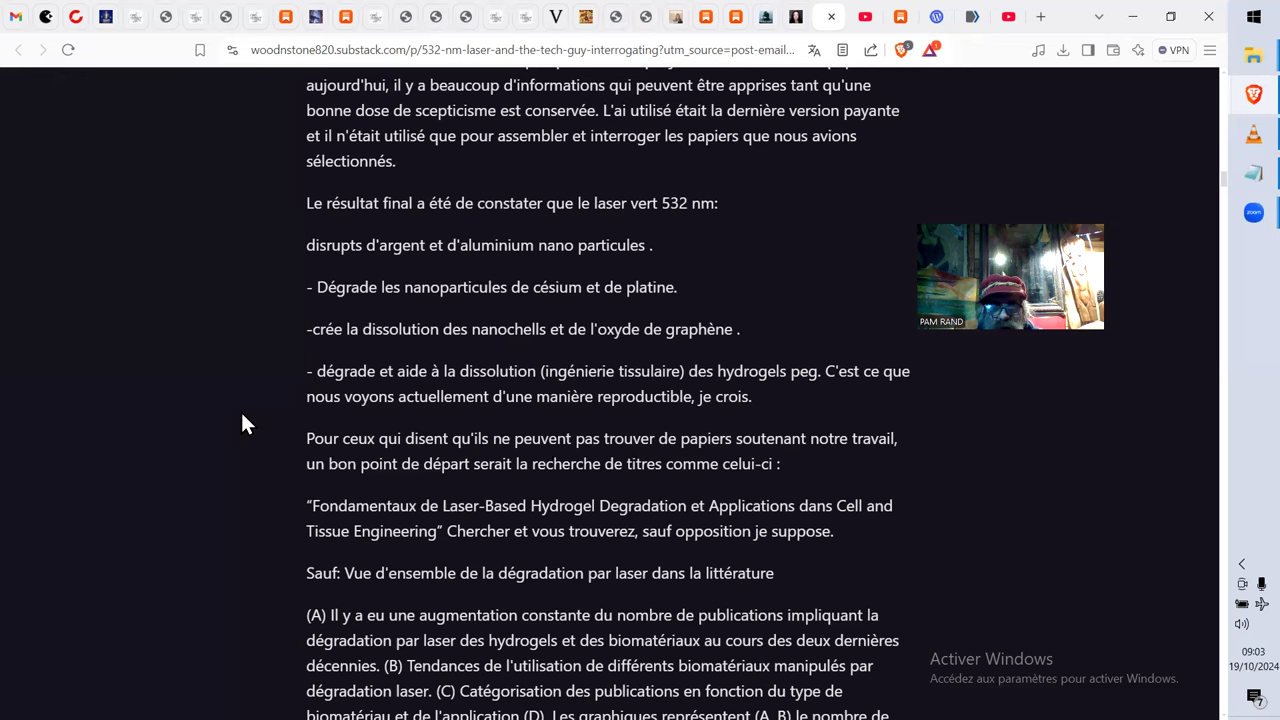 woodnstone820.substack.com/p/532-nm-laser-and-the-tech-guy-interrogating?utm_source=post-email...
VPN
aujourd'hui, il y a beaucoup d'informations qui peuvent être apprises tant qu'une
bonne dose de scepticisme est conservée. L'ai utilisé était la dernière version payante
et il n'était utilisé que pour assembler et interroger les papiers que nous avions
sélectionnés.
Le résultat final a été de constater que le laser vert 532 nm:
disrupts d'argent et d'aluminium nano particules .
- Dégrade les nanoparticules de césium et de platine.
-crée la dissolution des nanochells et de l'oxyde de graphène .
- dégrade et aide à la dissolution (ingénierie tissulaire) des hydrogels peg. C'est ce que
nous voyons actuellement d'une manière reproductible, je crois.
Pour ceux qui disent qu'ils ne peuvent pas trouver de papiers soutenant notre travail,
un bon point de départ serait la recherche de titres comme celui-ci :
“Fondamentaux de Laser-Based Hydrogel Degradation et Applications dans Cell and
Tissue Engineering” Chercher et vous trouverez, sauf opposition je suppose.
Sauf: Vue d'ensemble de la dégradation par laser dans la littérature
(A) Il y a eu une augmentation constante du nombre de publications impliquant la
dégradation par laser des hydrogels et des biomatériaux au cours des deux dernières
décennies. (B) Tendances de l'utilisation de différents biomatériaux manipulés par
dégradation laser. (C) Catégorisation des publications en fonction du type de
biomatériau et de l'application (D). Les graphiques représentent (A, B) le nombre de
PAM RAND
Activer Windows
Accédez aux paramètres pour activer Windows.
zoom
09:03
19/10/2024
7